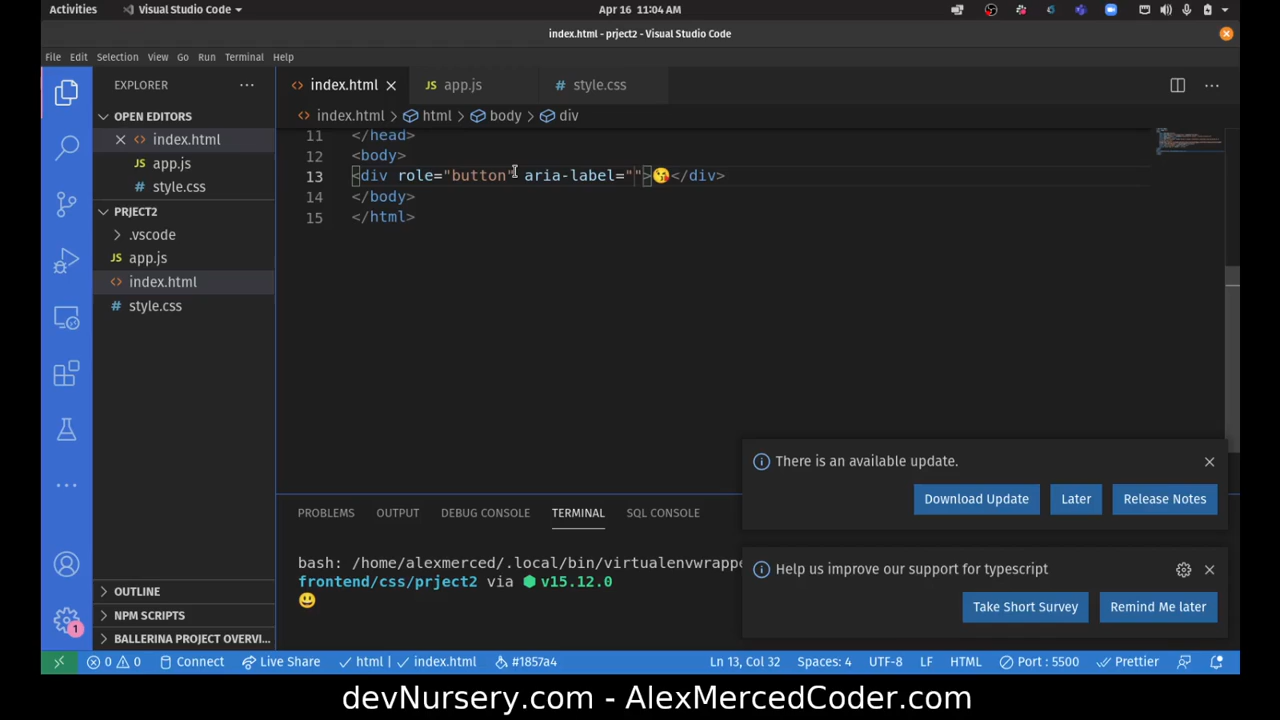 Activities
Visual Studio Code
Apr 16 11:04 AM
index.html - prject2 - Visual Studio Code
File Edit Selection View Go Run Terminal Help
EXPLORER
OPEN EDITORS
index.html
app.js
style.css
PRJECT2
.vscode
app.js
index.html
style.css
OUTLINE
NPM SCRIPTS
BALLERINA PROJECT OVERVI...
1
index.html
app.js
style.css
index.html > html > body > div
11 </head>
12 <body>
13 <div role="button" aria-label="">😘</div>
14 </body>
15 </html>
PROBLEMS OUTPUT DEBUG CONSOLE TERMINAL SQL CONSOLE
bash: /home/alexmerced/.local/bin/virtualenvwrappe
frontend/css/prject2 via ⬢ v15.12.0
😃
There is an available update.
Download Update Later Release Notes
Help us improve our support for typescript
Take Short Survey Remind Me later
0 0 Connect Live Share html index.html #1857a4 Ln 13, Col 32 Spaces: 4 UTF-8 LF HTML Port : 5500 Prettier
devNursery.com - AlexMercedCoder.com